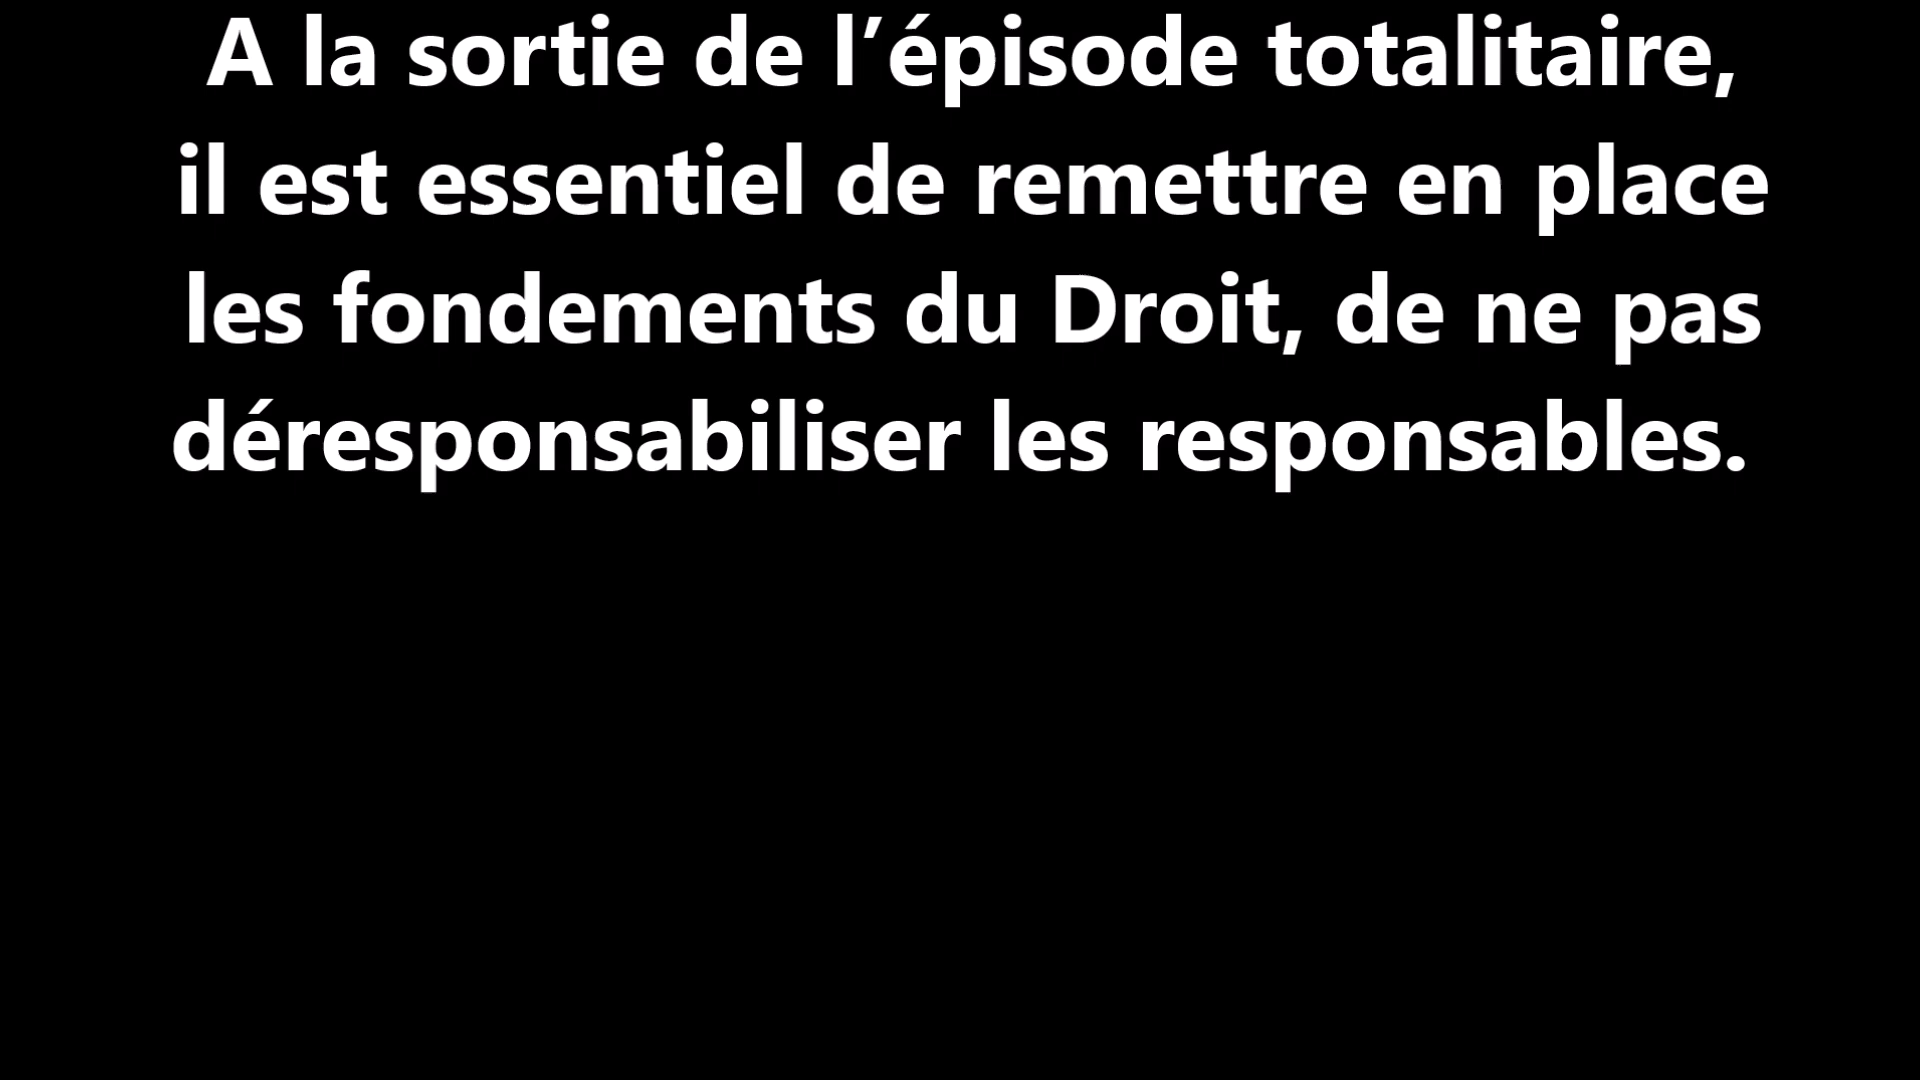 A la sortie de l’épisode totalitaire,
il est essentiel de remettre en place
les fondements du Droit, de ne pas
déresponsabiliser les responsables.